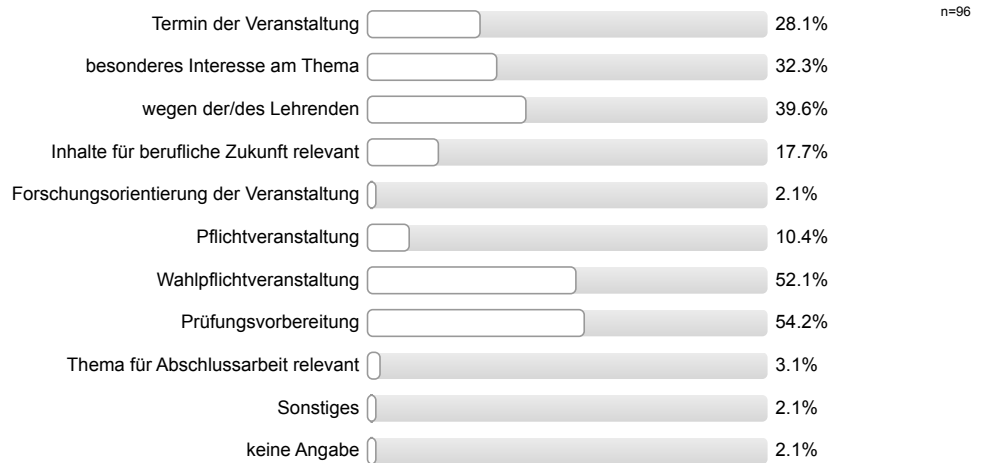 Termin der Veranstaltung 28.1% n=96
besonderes Interesse am Thema 32.3%
wegen der/des Lehrenden 39.6%
Inhalte für berufliche Zukunft relevant 17.7%
Forschungsorientierung der Veranstaltung 2.1%
Pflichtveranstaltung 10.4%
Wahlpflichtveranstaltung 52.1%
Prüfungsvorbereitung 54.2%
Thema für Abschlussarbeit relevant 3.1%
Sonstiges 2.1%
keine Angabe 2.1%